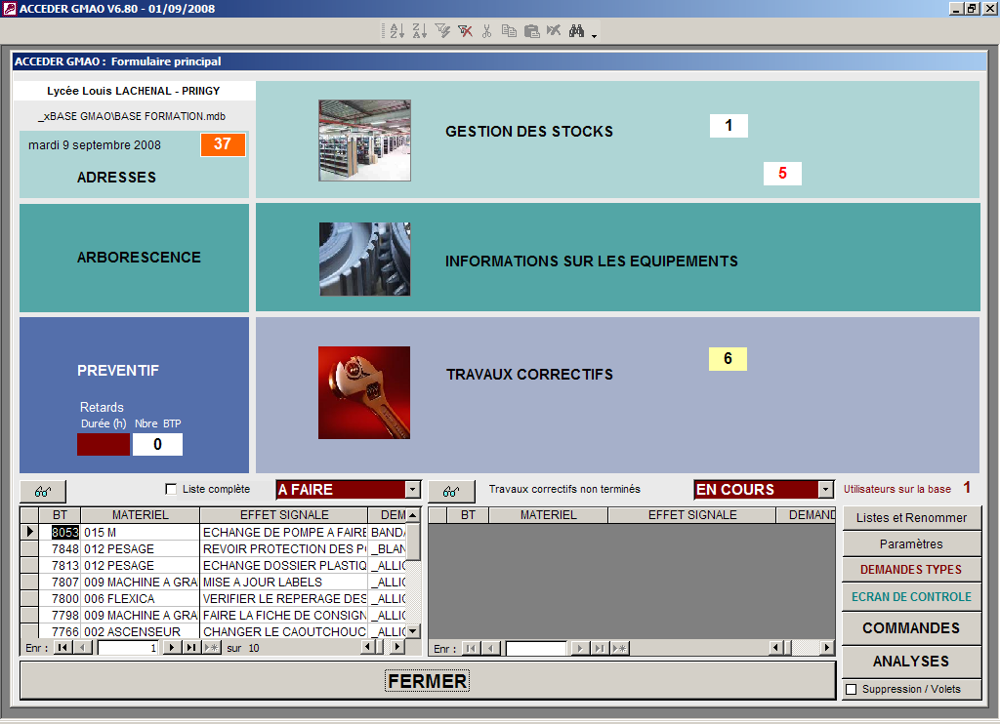 ACCEDER GMAO V6.80 - 01/09/2008
ACCEDER GMAO : Formulaire principal
Lycée Louis LACHENAL - PRINGY
_xBASE GMAO\BASE FORMATION.mdb
mardi 9 septembre 2008
37
ADRESSES
GESTION DES STOCKS
1
5
ARBORESCENCE
INFORMATIONS SUR LES EQUIPEMENTS
PREVENTIF
Retards
Durée (h) Nbre BTP
0
TRAVAUX CORRECTIFS
6
Liste complète
A FAIRE
Travaux correctifs non terminés
EN COURS
Utilisateurs sur la base 1
BT MATERIEL EFFET SIGNALE DEM
8053 015 M ECHANGE DE POMPE A FAIRE BANDA
7848 012 PESAGE REVOIR PROTECTION DES PO _BLAN
7813 012 PESAGE ECHANGE DOSSIER PLASTIQ _ALLIO
7807 009 MACHINE A GRA MISE A JOUR LABELS _ALLIO
7800 006 FLEXICA VERIFIER LE REPERAGE DES _ALLIO
7798 009 MACHINE A GRA FAIRE LA FICHE DE CONSIGN _ALLIO
7766 002 ASCENSEUR CHANGER LE CAOUTCHOUC _ALLIO
Enr : 1 sur 10
BT MATERIEL EFFET SIGNALE DEMAND
Enr :
Listes et Renommer
Paramètres
DEMANDES TYPES
ECRAN DE CONTROLE
COMMANDES
ANALYSES
Suppression / Volets
FERMER